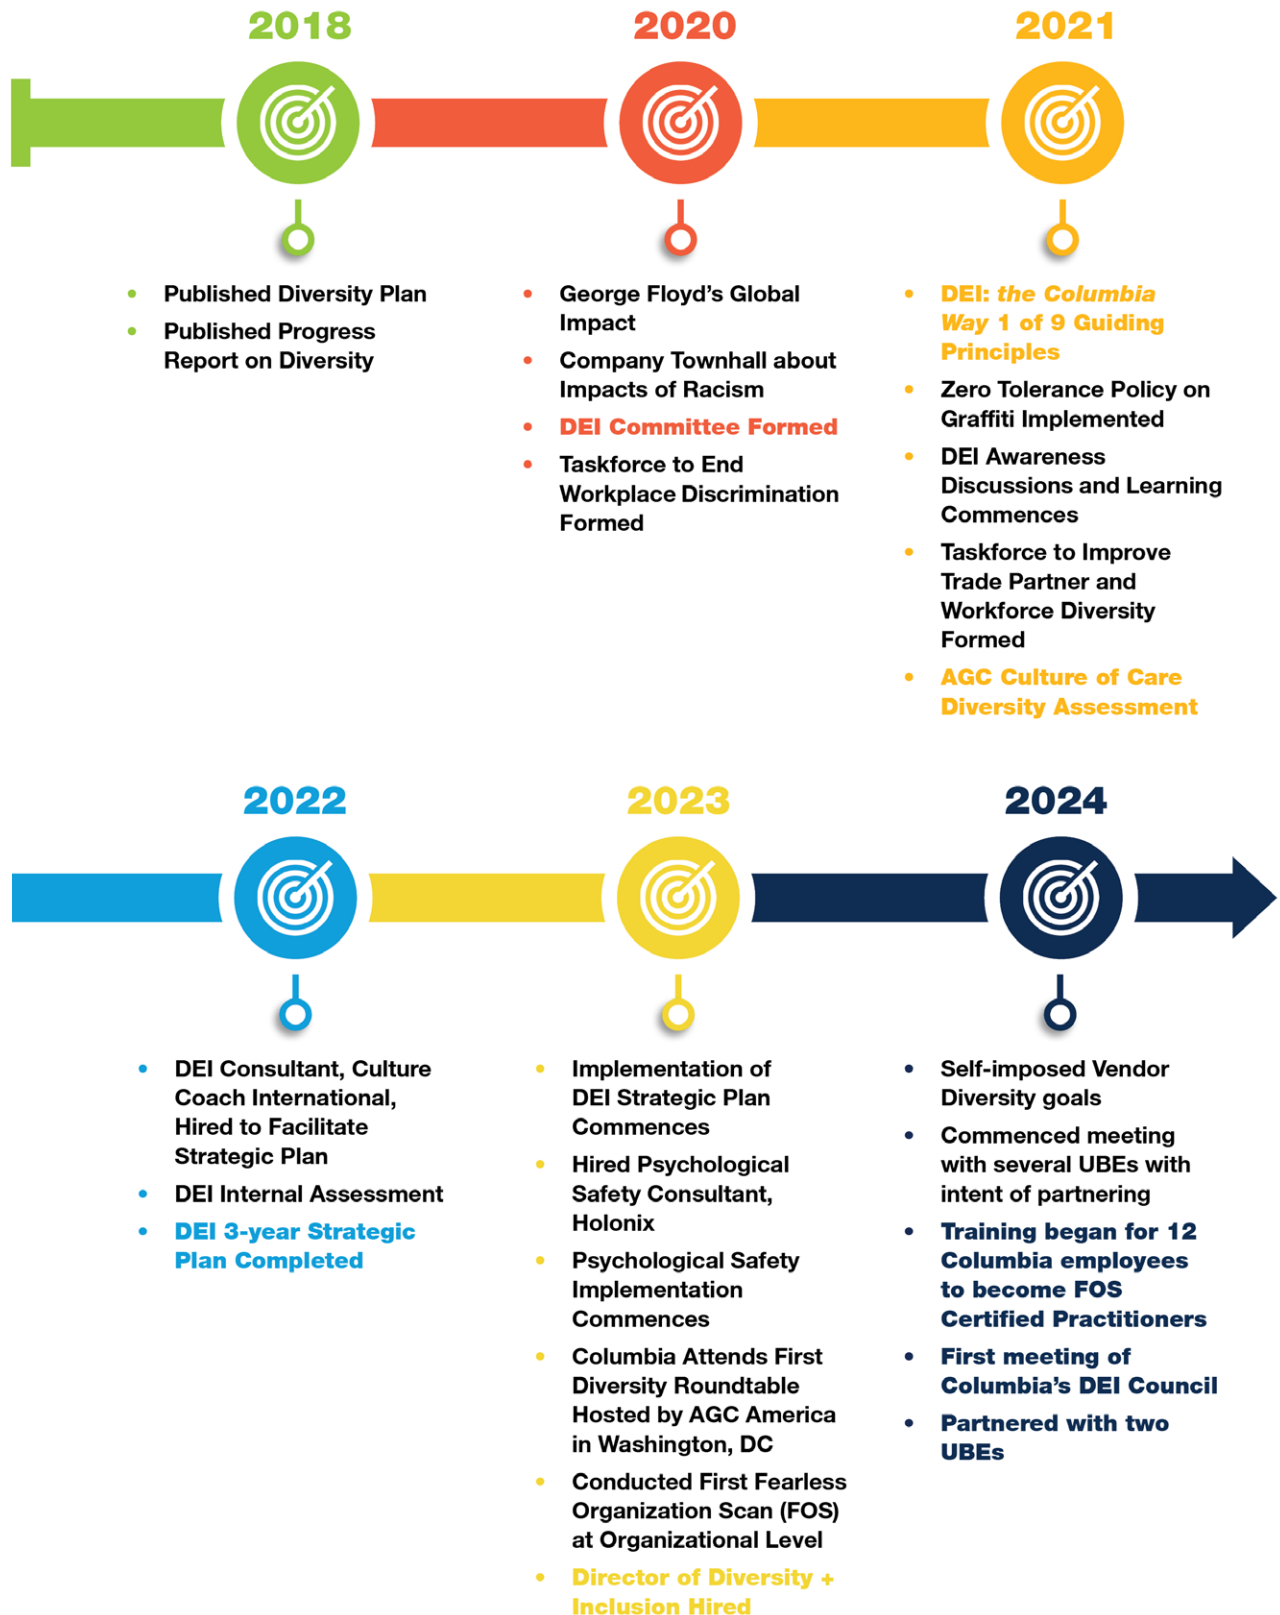 2018
Published Diversity Plan
Published Progress
Report on Diversity
2020
George Floyd's Global
Impact
Company Townhall about
Impacts of Racism
DEI Committee Formed
Taskforce to End
Workplace Discrimination
Formed
2021
DEI: the Columbia
Way 1 of 9 Guiding
Principles
Zero Tolerance Policy on
Graffiti Implemented
DEI Awareness
Discussions and Learning
Commences
Taskforce to Improve
Trade Partner and
Workforce Diversity
Formed
AGC Culture of Care
Diversity Assessment
2022
DEI Consultant, Culture
Coach International,
Hired to Facilitate
Strategic Plan
DEI Internal Assessment
DEI 3-year Strategic
Plan Completed
2023
Implementation of
DEI Strategic Plan
Commences
Hired Psychological
Safety Consultant,
Holonix
Psychological Safety
Implementation
Commences
Columbia Attends First
Diversity Roundtable
Hosted by AGC America
in Washington, DC
Conducted First Fearless
Organization Scan (FOS)
at Organizational Level
Director of Diversity +
Inclusion Hired
2024
Self-imposed Vendor
Diversity goals
Commenced meeting
with several UBEs with
intent of partnering
Training began for 12
Columbia employees
to become FOS
Certified Practitioners
First meeting of
Columbia's DEI Council
Partnered with two
UBEs